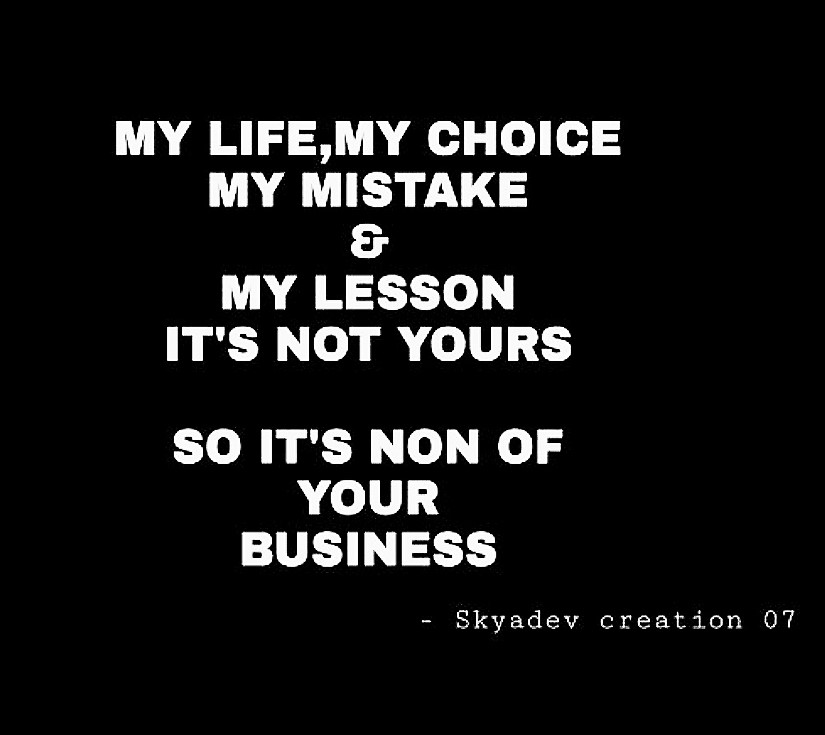 MY LIFE,MY CHOICE
MY MISTAKE
&
MY LESSON
IT'S NOT YOURS
SO IT'S NON OF
YOUR
BUSINESS
- Skyadev creation 07